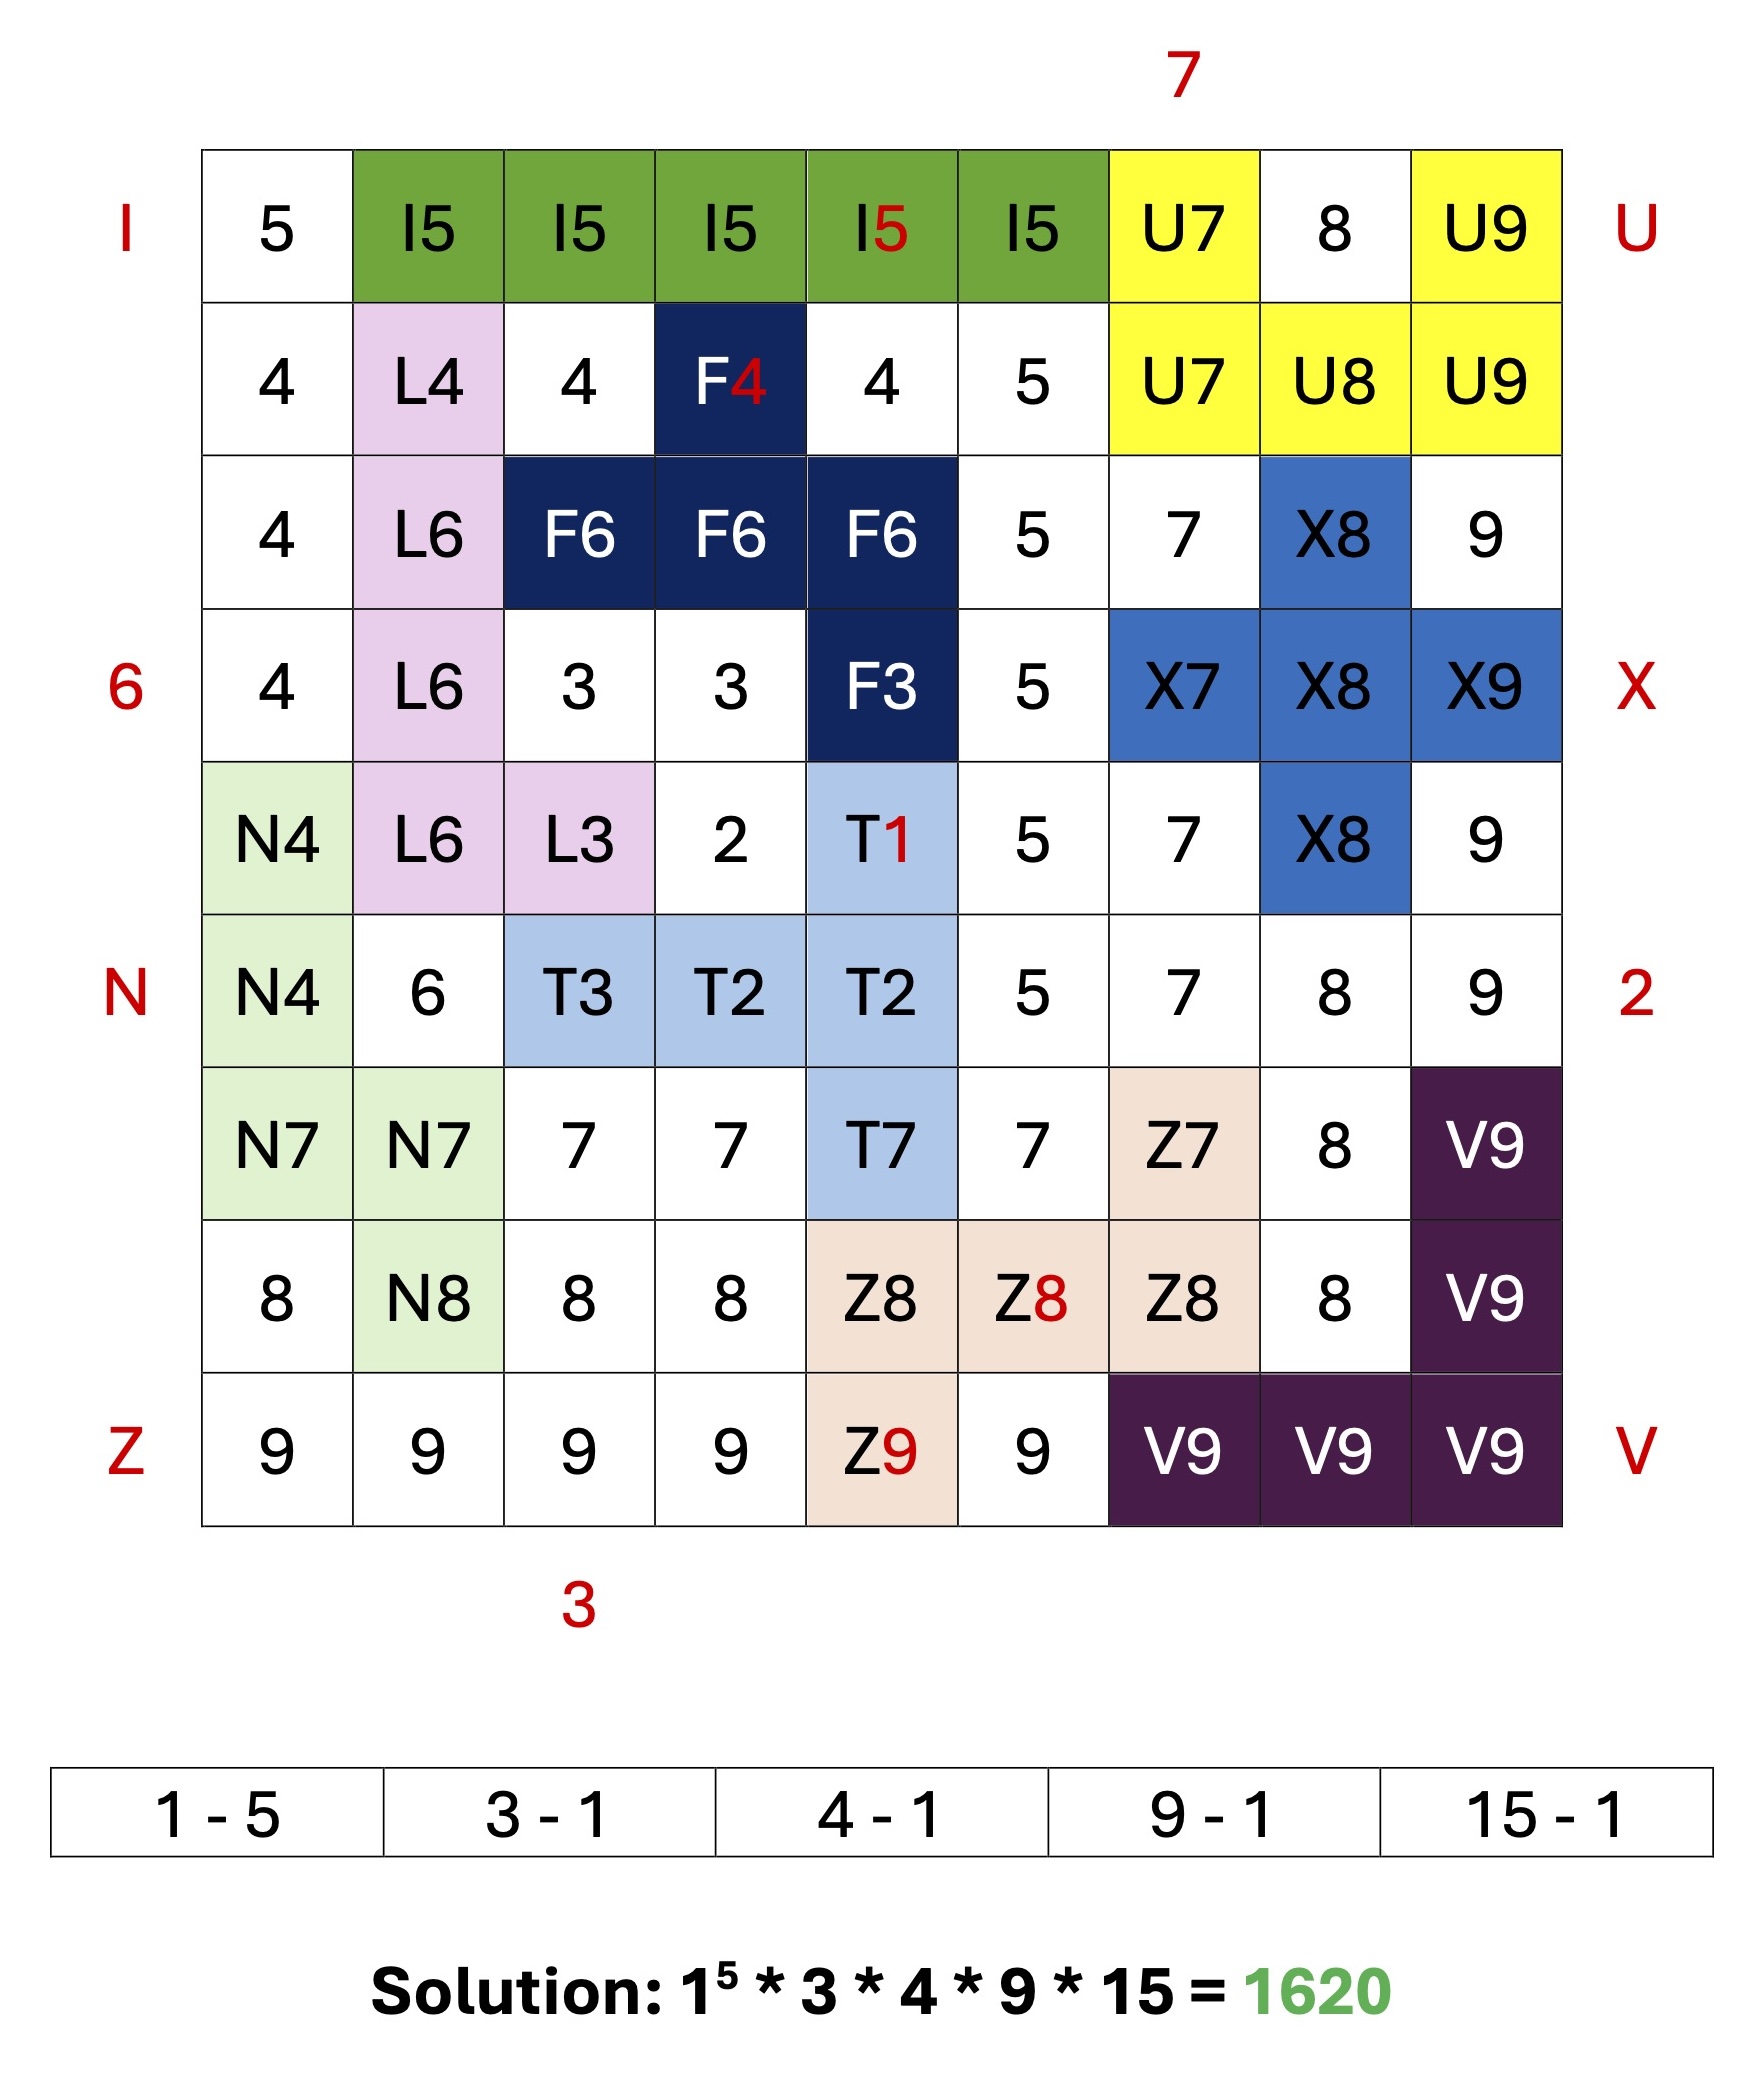 7
I 5 I5 I5 I5 I5 I5 U7 8 U9 U
4 L4 4 F4 4 5 U7 U8 U9
4 L6 F6 F6 F6 5 7 X8 9
6 4 L6 3 3 F3 5 X7 X8 X9 X
N4 L6 L3 2 T1 5 7 X8 9
N N4 6 T3 T2 T2 5 7 8 9 2
N7 N7 7 7 T7 7 Z7 8 V9
8 N8 8 8 Z8 Z8 Z8 8 V9
Z 9 9 9 9 Z9 9 V9 V9 V9 V
3
1 - 5 3 - 1 4 - 1 9 - 1 15 - 1
Solution: 1⁵ * 3 * 4 * 9 * 15 = 1620